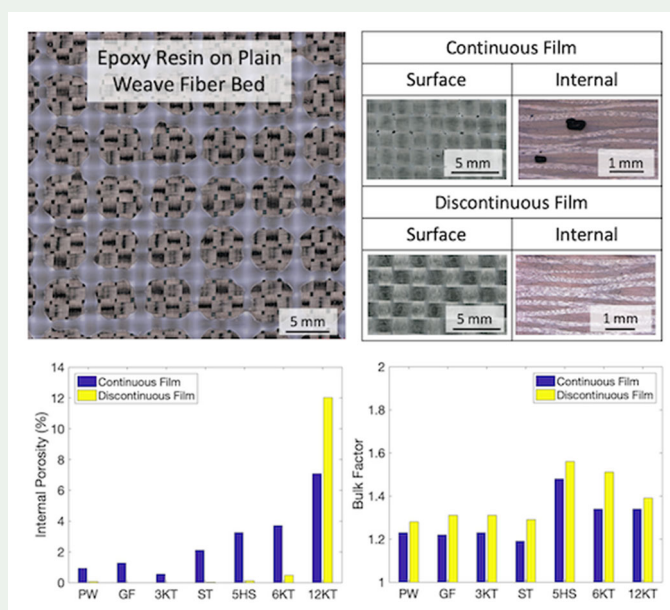 Epoxy Resin on Plain
Weave Fiber Bed
5 mm
Continuous Film
Surface
Internal
5 mm
1 mm
Discontinuous Film
Surface
Internal
5 mm
1 mm
14
12
10
8
6
4
2
0
Internal Porosity (%)
Continuous Film
Discontinuous Film
PW GF 3KT ST 5HS 6KT 12KT
2
1.8
1.6
1.4
1.2
1
Bulk Factor
Continuous Film
Discontinuous Film
PW GF 3KT ST 5HS 6KT 12KT